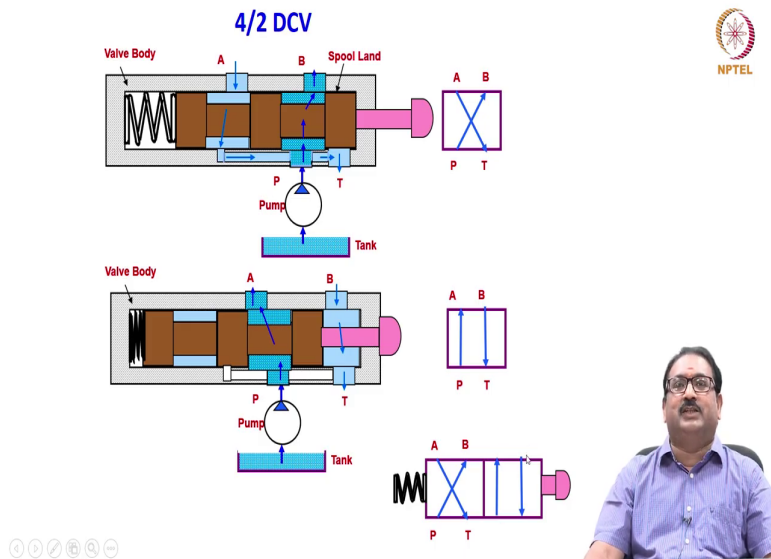 4/2 DCV
NPTEL
Valve Body
A
B
Spool Land
A B
P T
P
T
Pump
Tank
Valve Body
A
B
A B
P T
P
T
Pump
Tank
A B
P T